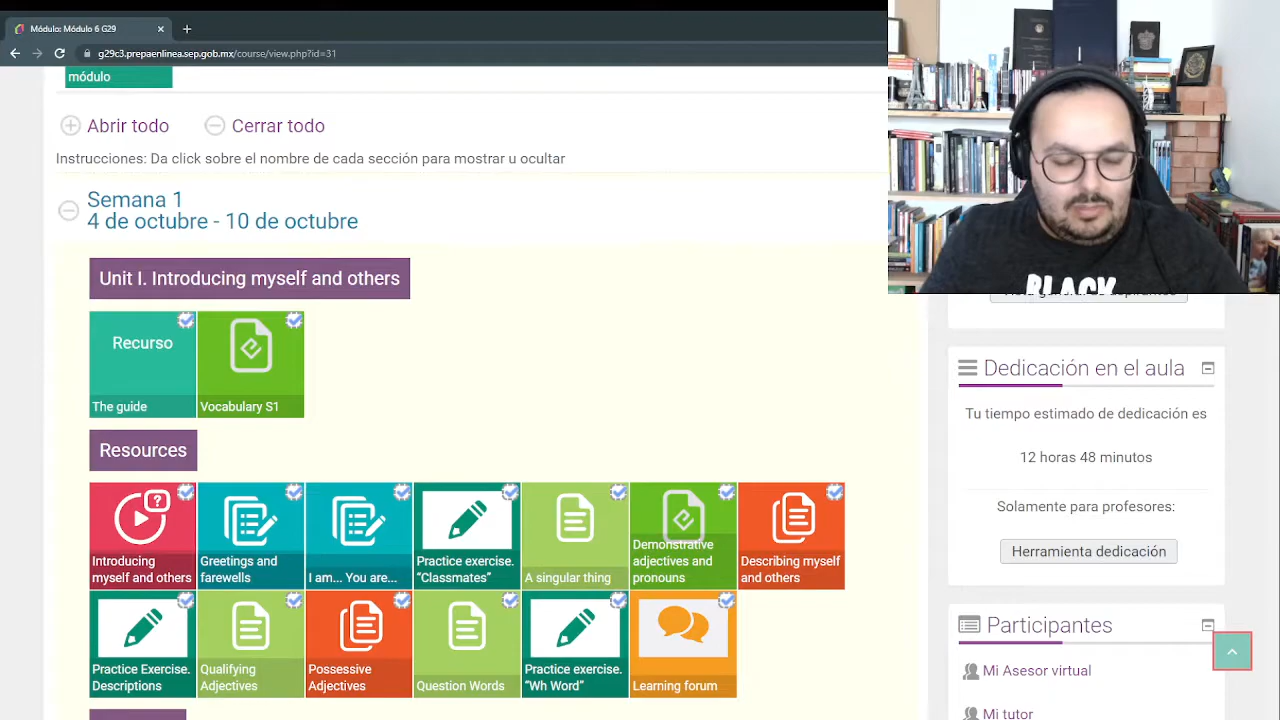 Módulo: Módulo 6 G29
g29c3.prepaenlinea.sep.gob.mx/course/view.php?id=31
módulo
Abrir todo
Cerrar todo
Instrucciones: Da click sobre el nombre de cada sección para mostrar u ocultar
Semana 1
4 de octubre - 10 de octubre
Unit I. Introducing myself and others
Recurso
The guide
Vocabulary S1
Resources
Introducing
myself and others
Greetings and
farewells
I am... You are...
Practice exercise.
“Classmates”
A singular thing
Demonstrative
adjectives and
pronouns
Describing myself
and others
Practice Exercise.
Descriptions
Qualifying
Adjectives
Possessive
Adjectives
Question Words
Practice exercise.
“Wh Word”
Learning forum
BLACK
Dedicación en el aula
Tu tiempo estimado de dedicación es
12 horas 48 minutos
Solamente para profesores:
Herramienta dedicación
Participantes
Mi Asesor virtual
Mi tutor